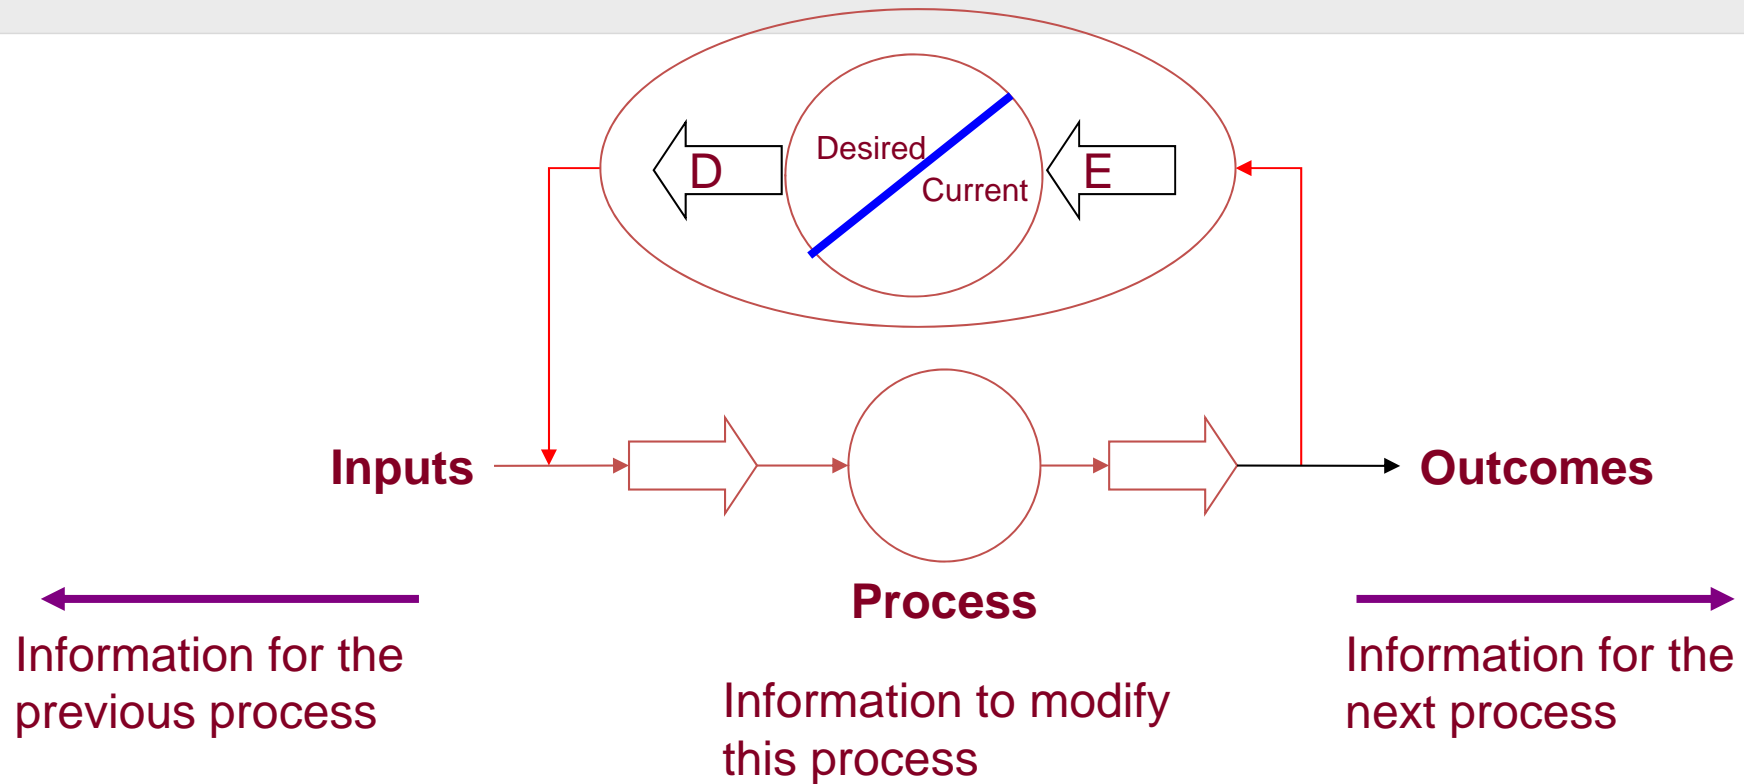 Desired
D
E
Current
Inputs
Outcomes
Process
Information for the
previous process
Information to modify
this process
Information for the
next process